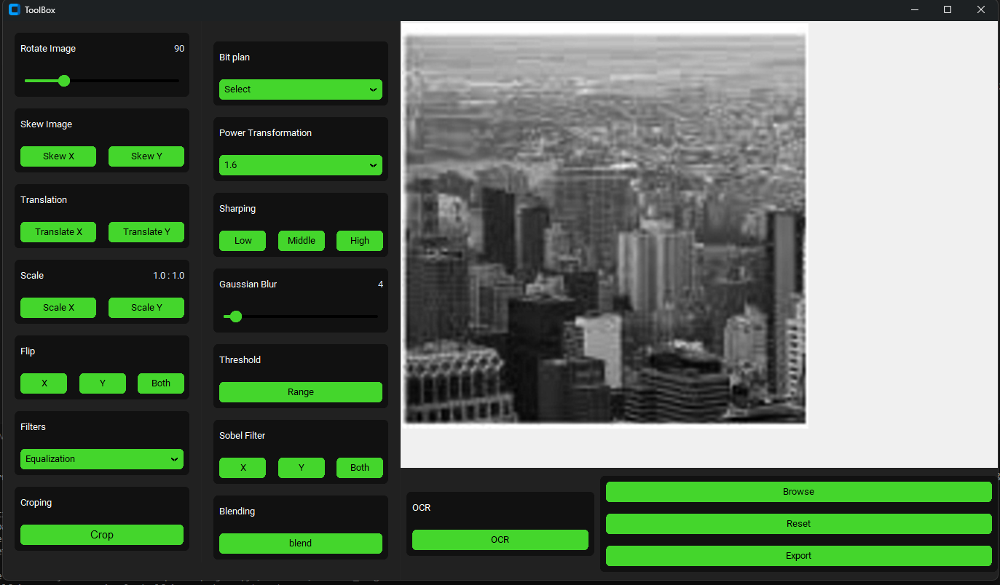 ToolBox
Rotate Image 90
Skew Image
Skew X Skew Y
Translation
Translate X Translate Y
Scale 1.0 : 1.0
Scale X Scale Y
Flip
X Y Both
Filters
Equalization
Croping
Crop
Bit plan
Select
Power Transformation
1.6
Sharping
Low Middle High
Gaussian Blur 4
Threshold
Range
Sobel Filter
X Y Both
Blending
blend
OCR
OCR
Browse
Reset
Export